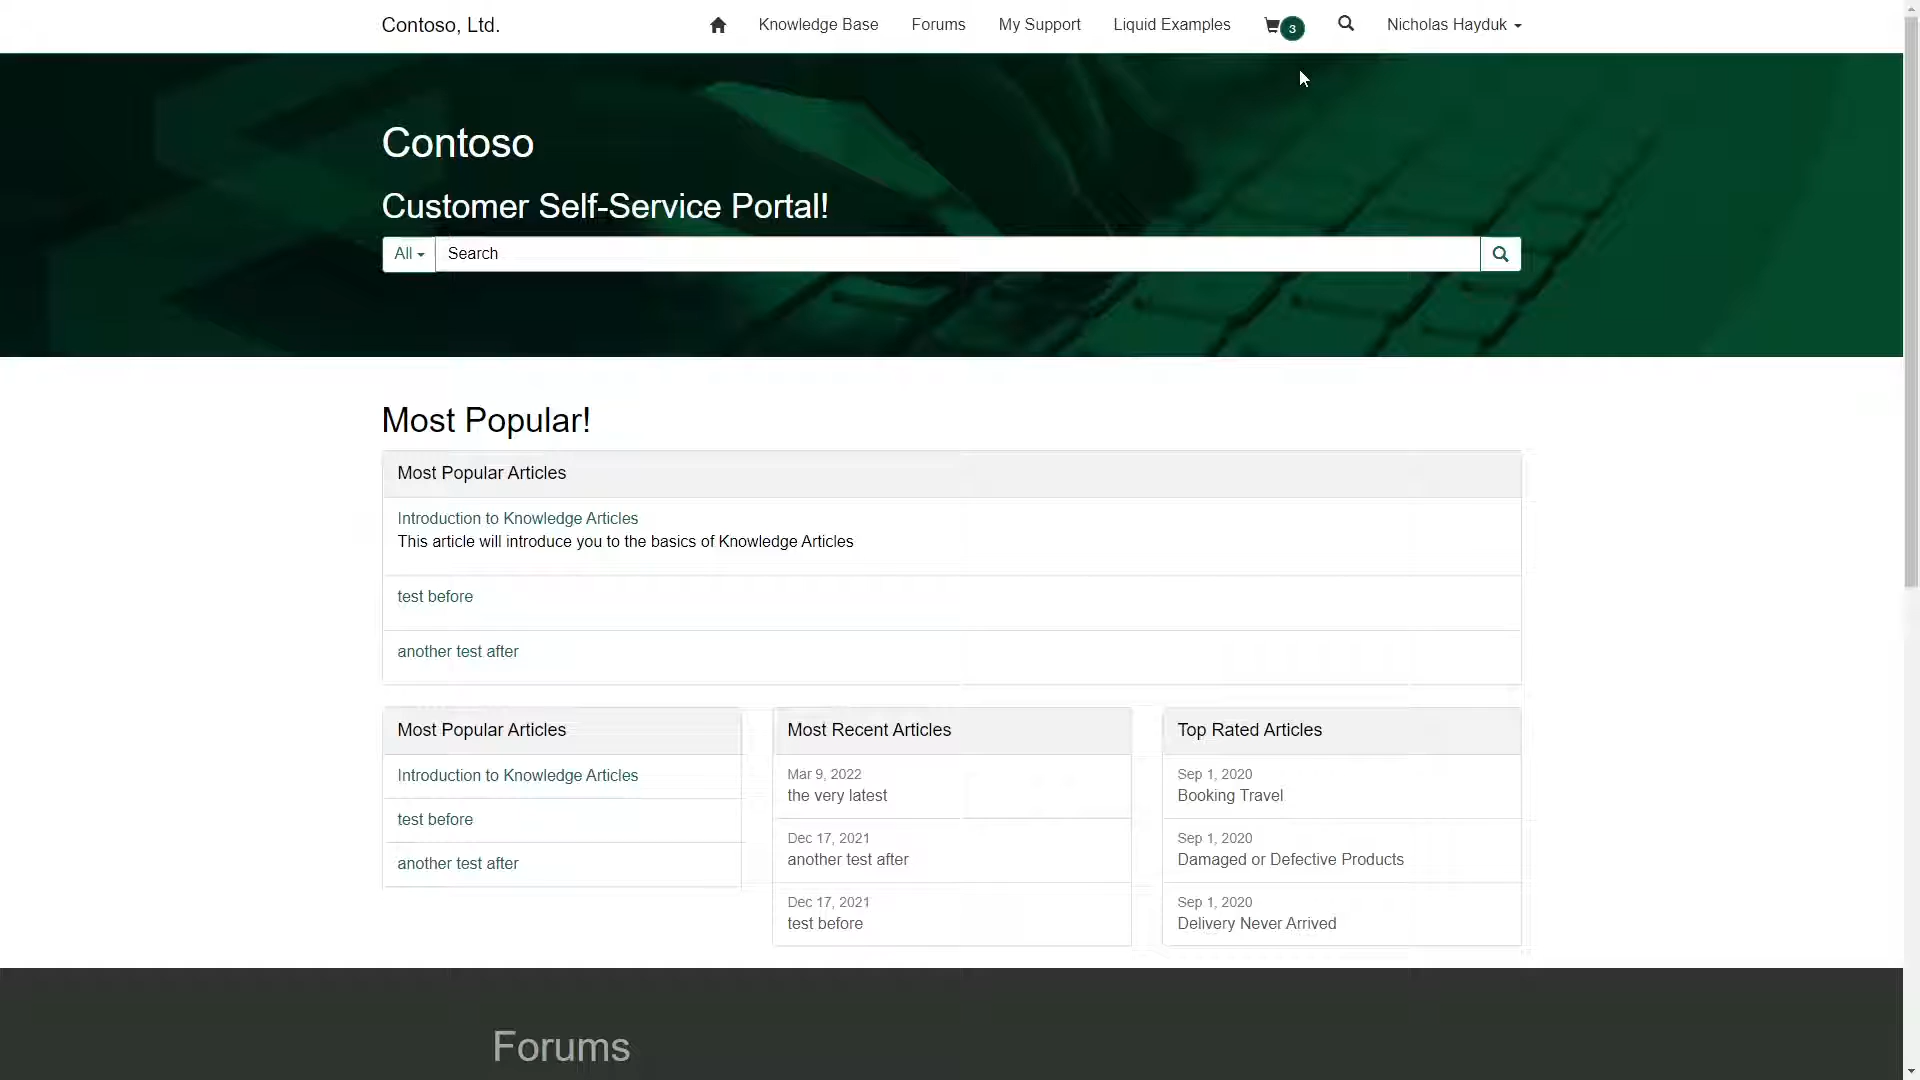 Contoso, Ltd.
Knowledge Base
Forums
My Support
Liquid Examples
3
Nicholas Hayduk
Contoso
Customer Self-Service Portal!
All
Search
Most Popular!
Most Popular Articles
Introduction to Knowledge Articles
This article will introduce you to the basics of Knowledge Articles
test before
another test after
Most Popular Articles
Introduction to Knowledge Articles
test before
another test after
Most Recent Articles
Mar 9, 2022
the very latest
Dec 17, 2021
another test after
Dec 17, 2021
test before
Top Rated Articles
Sep 1, 2020
Booking Travel
Sep 1, 2020
Damaged or Defective Products
Sep 1, 2020
Delivery Never Arrived
Forums